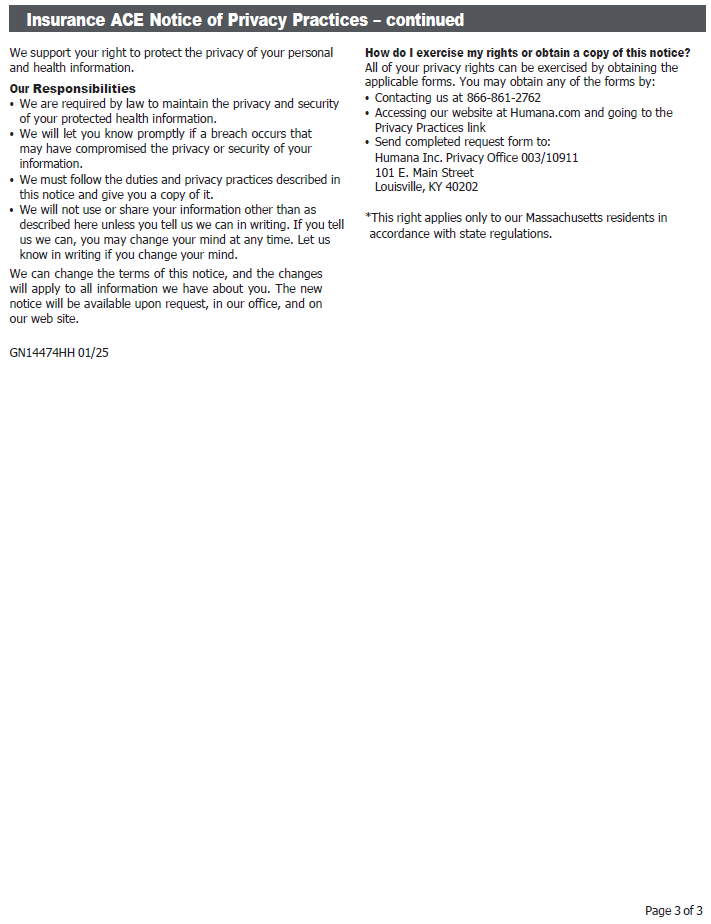 Insurance ACE Notice of Privacy Practices – continued
We support your right to protect the privacy of your personal
and health information.
Our Responsibilities
• We are required by law to maintain the privacy and security
of your protected health information.
• We will let you know promptly if a breach occurs that
may have compromised the privacy or security of your
information.
• We must follow the duties and privacy practices described in
this notice and give you a copy of it.
• We will not use or share your information other than as
described here unless you tell us we can in writing. If you tell
us we can, you may change your mind at any time. Let us
know in writing if you change your mind.
We can change the terms of this notice, and the changes
will apply to all information we have about you. The new
notice will be available upon request, in our office, and on
our web site.
GN14474HH 01/25
How do I exercise my rights or obtain a copy of this notice?
All of your privacy rights can be exercised by obtaining the
applicable forms. You may obtain any of the forms by:
• Contacting us at 866-861-2762
• Accessing our website at Humana.com and going to the
Privacy Practices link
• Send completed request form to:
Humana Inc. Privacy Office 003/10911
101 E. Main Street
Louisville, KY 40202
*This right applies only to our Massachusetts residents in
accordance with state regulations.
Page 3 of 3